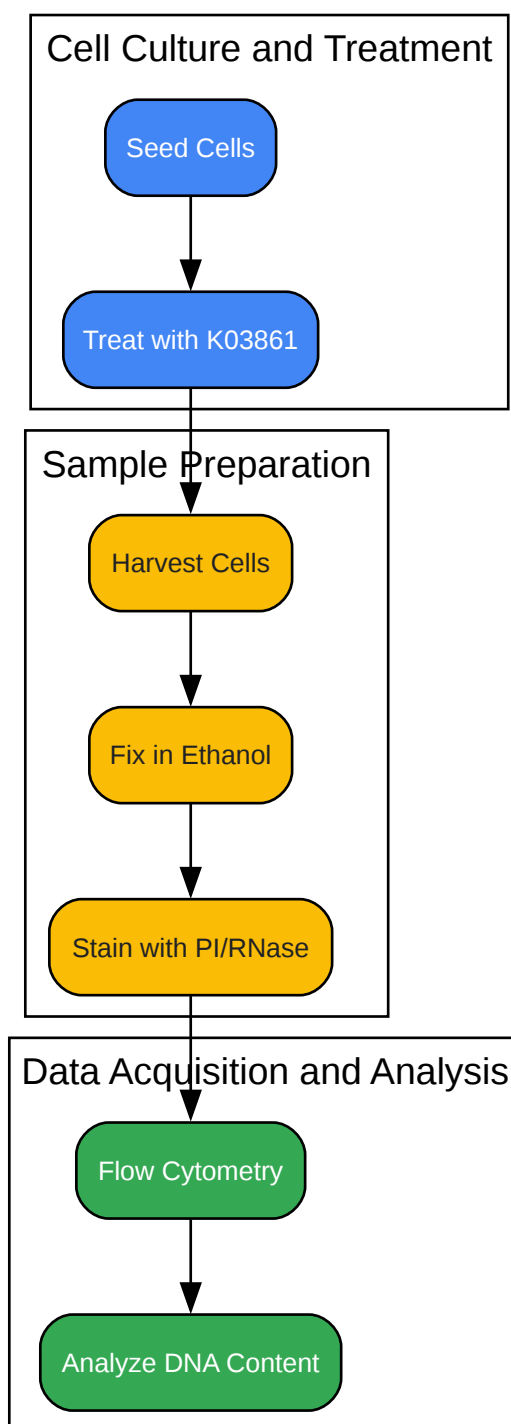 Cell Culture and Treatment
Seed Cells
Treat with K03861
Sample Preparation
Harvest Cells
Fix in Ethanol
Stain with PI/RNase
Data Acquisition and Analysis
Flow Cytometry
Analyze DNA Content